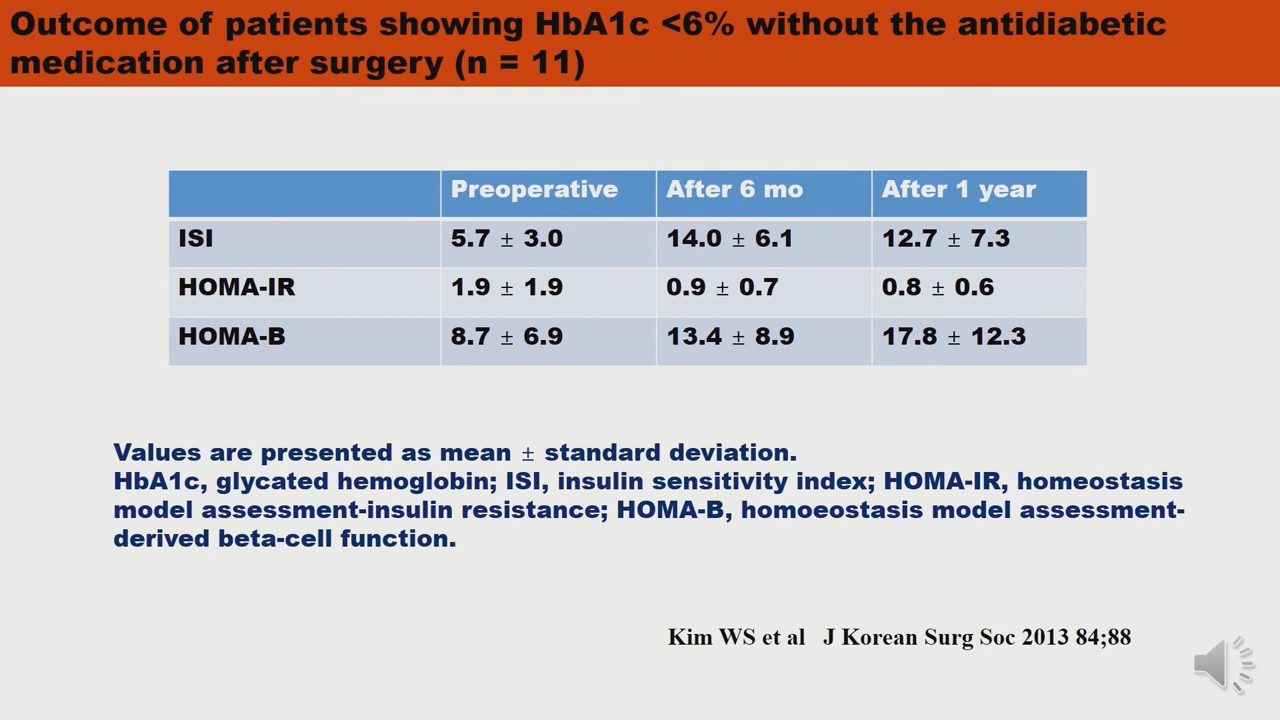 Outcome of patients showing HbA1c <6% without the antidiabetic
medication after surgery (n = 11)
Preoperative After 6 mo After 1 year
ISI 5.7 ± 3.0 14.0 ± 6.1 12.7 ± 7.3
HOMA-IR 1.9 ± 1.9 0.9 ± 0.7 0.8 ± 0.6
HOMA-B 8.7 ± 6.9 13.4 ± 8.9 17.8 ± 12.3
Values are presented as mean ± standard deviation.
HbA1c, glycated hemoglobin; ISI, insulin sensitivity index; HOMA-IR, homeostasis
model assessment-insulin resistance; HOMA-B, homoeostasis model assessment-
derived beta-cell function.
Kim WS et al J Korean Surg Soc 2013 84;88